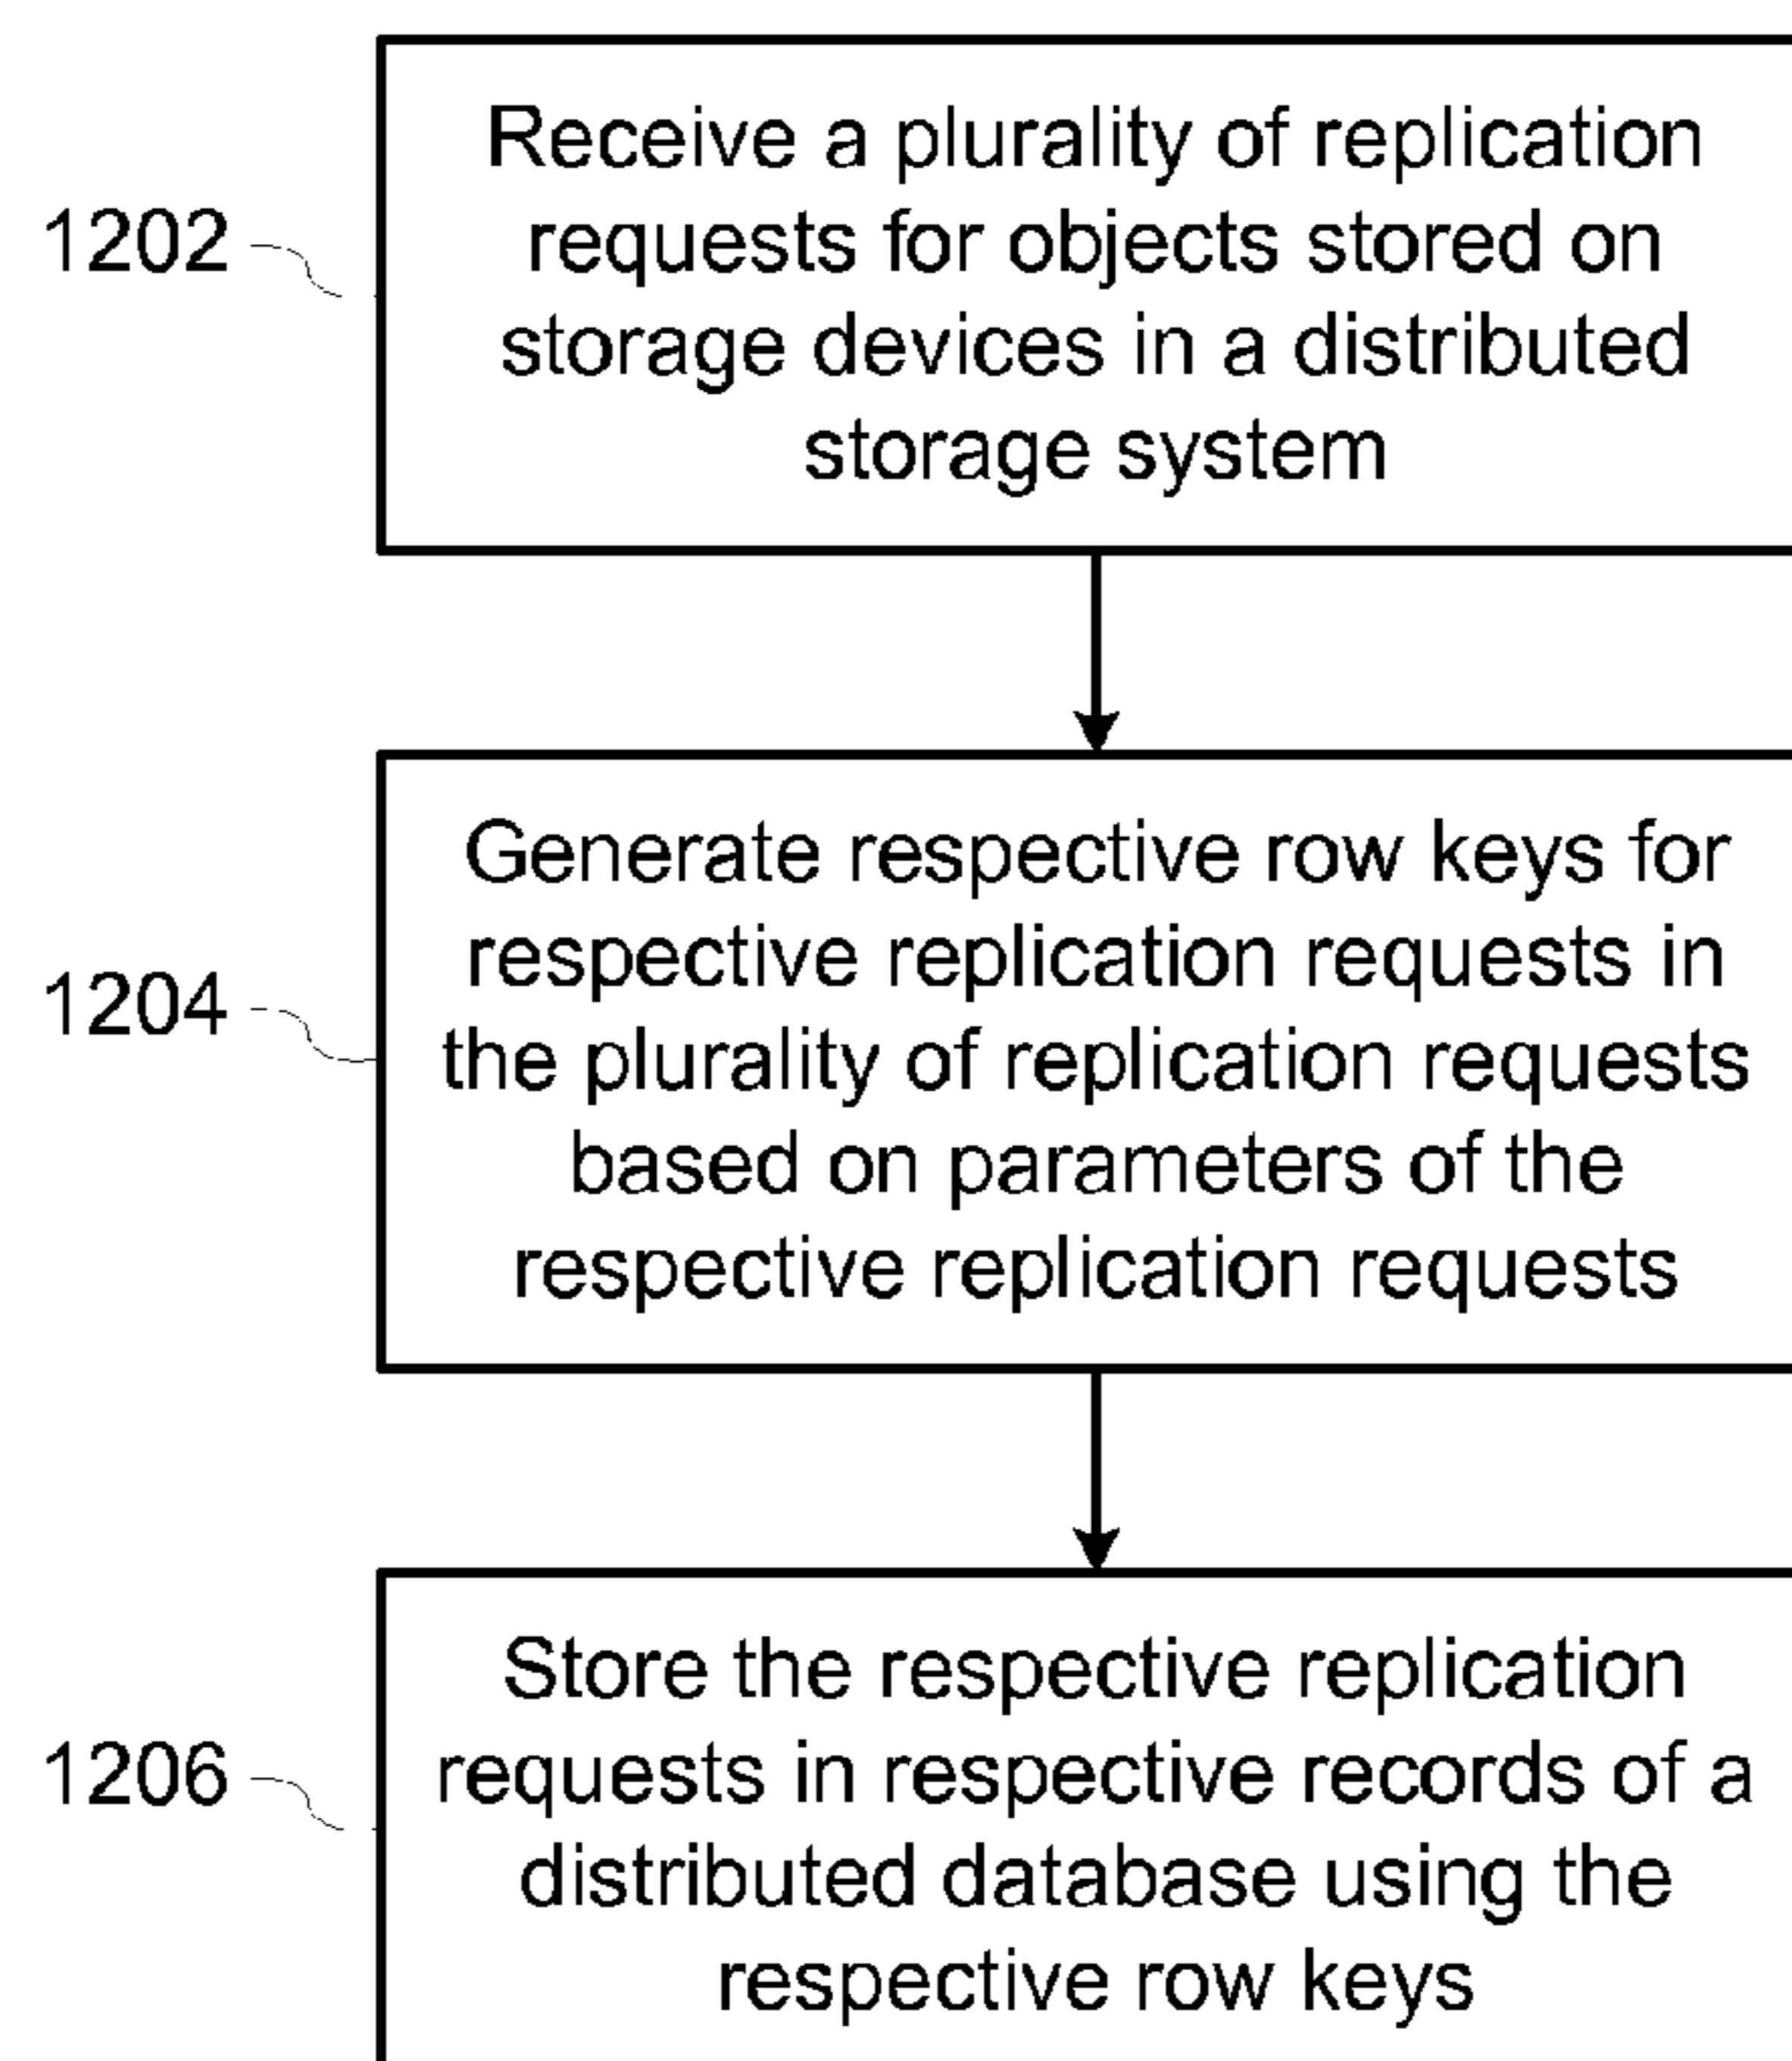 Receive a plurality of replication
1202
requests for objects stored on
storage devices in a distributed
storage system
Generate respective row keys for
respective replication requests in
1204
the plurality of replication requests
based on parameters of the
respective replication requests
Store the respective replication
1206
requests in respective records of a
distributed database using the
respective row keys